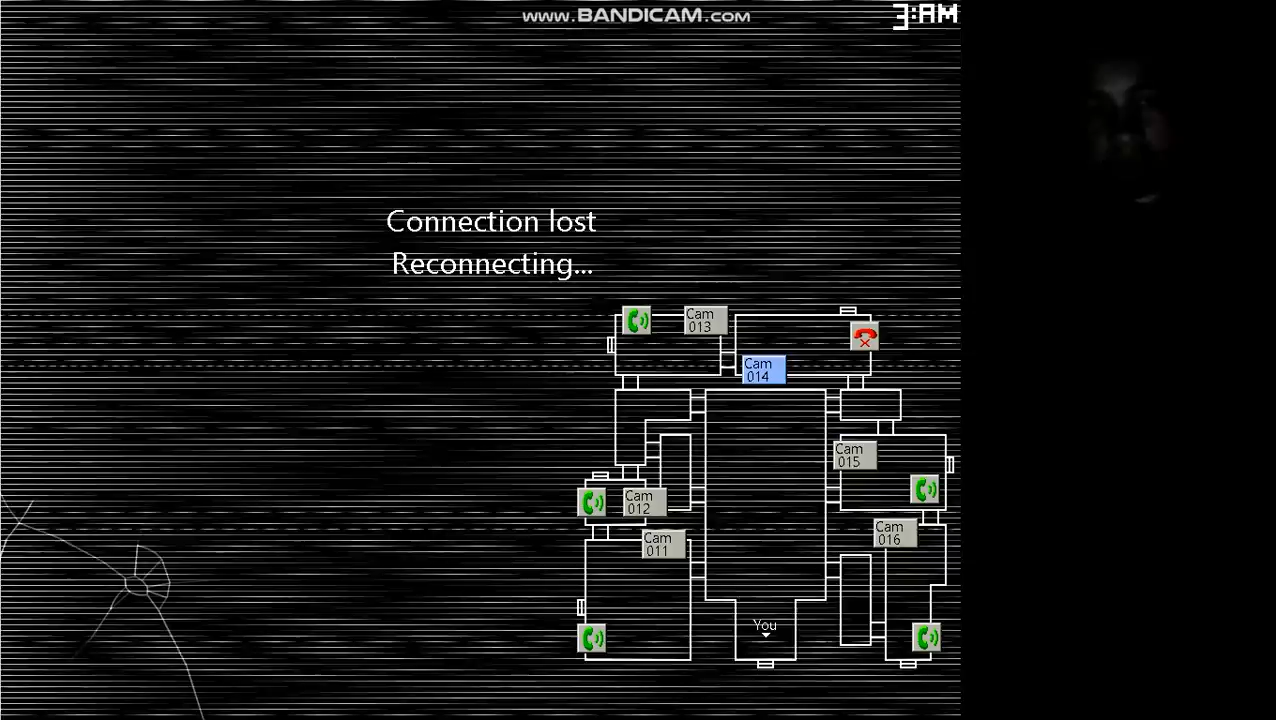 www.BANDICAM.com
3:AM
Connection lost
Reconnecting...
Cam
013
Cam
014
Cam
015
Cam
012
Cam
016
Cam
011
You